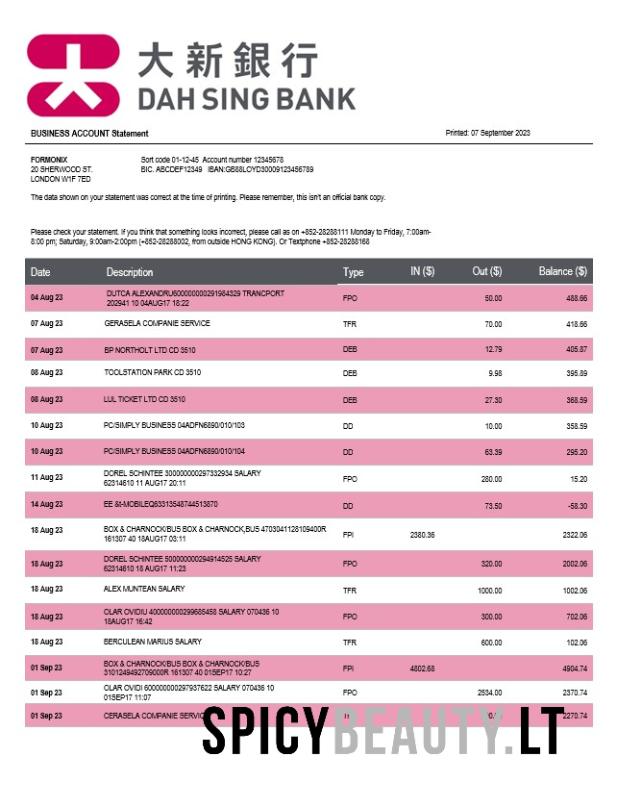 大新銀行
DAH SING BANK
BUSINESS ACCOUNT Statement Printed: 07 September 2023
FORMONIX Sort code 01-12-45 Account number 12345678
20 SHERWOOD ST. BIC. ABCDEF12349 IBAN:GB88LOYD30009123456789
LONDON W1F 7ED
The data shown on your statement was correct at the time of printing. Please remember, this isn't an official bank copy.
Please check your statement. If you think that something looks incorrect, please call as on +852-28288111 Monday to Friday, 7:00am-
8:00 pm; Saturday, 9:00am-2:00pm (+852-28288002, from outside HONG KONG). Or Textphone +852-28288168
Date Description Type IN ($) Out ($) Balance ($)
04 Aug 23 DUTCA ALEXANDRU600000000291984329 TRANCPORT FPO 50.00 488.66
202941 10 04AUG17 18:22
07 Aug 23 GERASELA COMPANIE SERVICE TFR 70.00 418.66
07 Aug 23 BP NORTHOLT LTD CD 3510 DEB 12.79 405.87
08 Aug 23 TOOLSTATION PARK CD 3510 DEB 9.98 395.89
08 Aug 23 LUL TICKET LTD CD 3510 DEB 27.30 368.59
10 Aug 23 PC/SIMPLY BUSINESS 04ADFN6890/010/103 DD 10.00 358.59
10 Aug 23 PC/SIMPLY BUSINESS 04ADFN6890/010/104 DD 63.39 295.20
11 Aug 23 DOREL SCHINTEE 300000000297332934 SALARY FPO 280.00 15.20
62314610 11 AUG17 20:11
14 Aug 23 EE &t-MOBILEQ63313548744513870 DD 73.50 -58.30
18 Aug 23 BOX & CHARNOCK/BUS BOX & CHARNOCK,BUS 4703041128109400R FPI 2380.36 2322.06
161307 40 18AUG17 03:11
18 Aug 23 DOREL SCHINTEE 500000000294914525 SALARY FPO 320.00 2002.06
62314610 18 AUG17 11:23
18 Aug 23 ALEX MUNTEAN SALARY TFR 1000.00 1002.06
18 Aug 23 OLAR OVIDIU 400000000299685458 SALARY 070436 10 FPO 300.00 702.06
18AUG17 16:42
18 Aug 23 BERCULEAN MARIUS SALARY TFR 600.00 102.06
01 Sep 23 BOX & CHARNOCK/BUS BOX & CHARNOCK/BUS FPI 4802.68 4904.74
3101249492709000R 161307 40 01SEP17 10:27
01 Sep 23 OLAR OVIDI 600000000297937622 SALARY 070436 10 FPO 2534.00 2370.74
01SEP17 11:07
01 Sep 23 CERASELA COMPANIE 2270.74
SPICYBEAUTY.LT